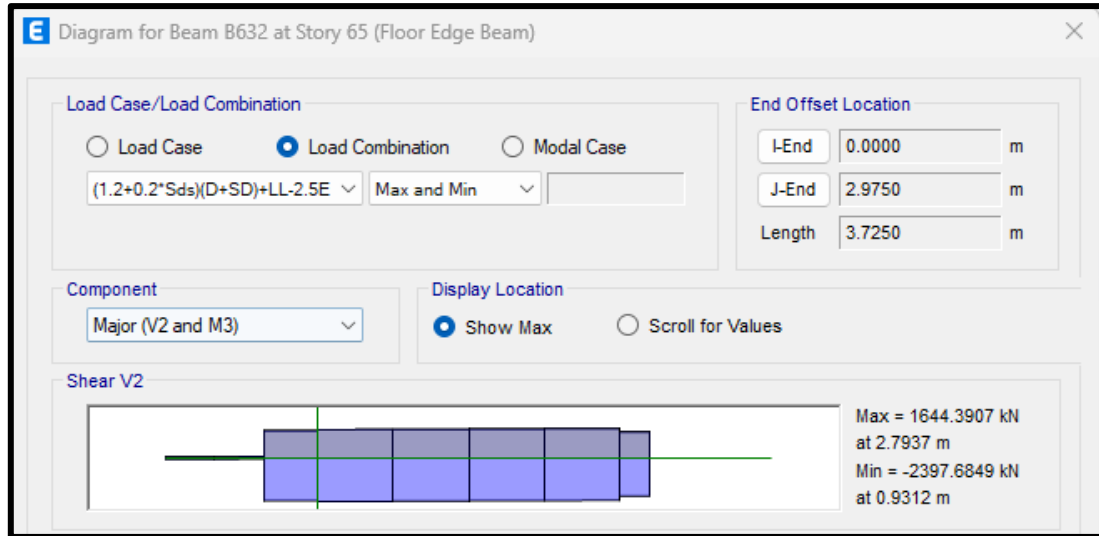 E Diagram for Beam B632 at Story 65 (Floor Edge Beam)
Load Case/Load Combination
Load Case Load Combination Modal Case
(1.2+0.2*Sds)(D+SD)+LL-2.5E Max and Min
End Offset Location
I-End 0.0000 m
J-End 2.9750 m
Length 3.7250 m
Component
Major (V2 and M3)
Display Location
Show Max Scroll for Values
Shear V2
Max = 1644.3907 kN
at 2.7937 m
Min = -2397.6849 kN
at 0.9312 m